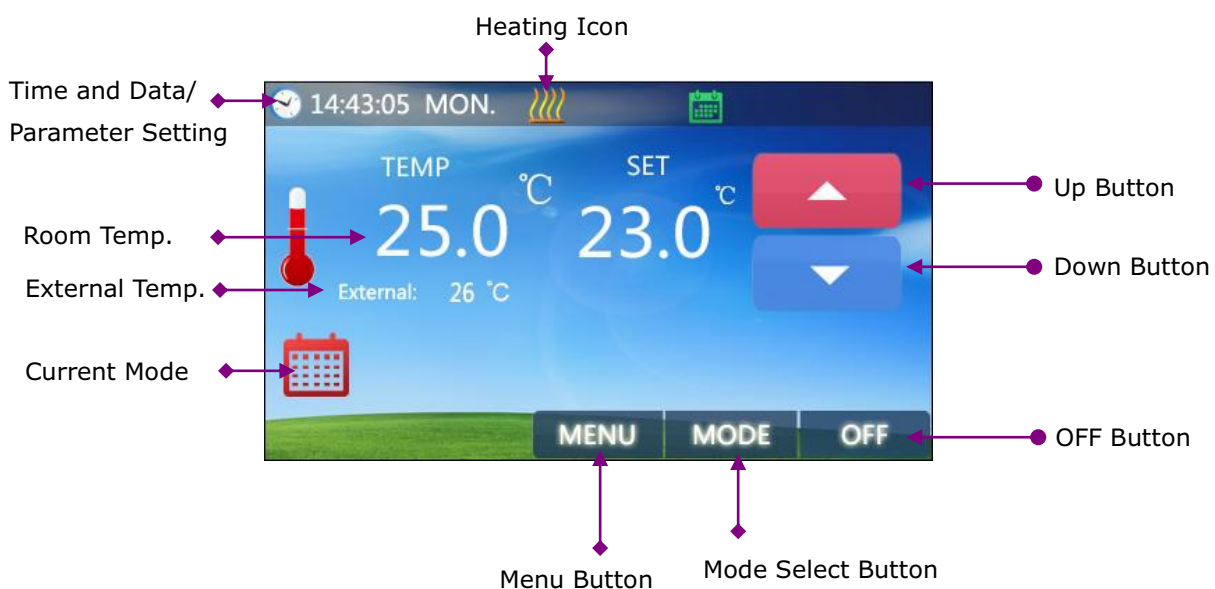 Heating Icon
Time and Data/
Parameter Setting
14:43:05 MON.
TEMP
SET
℃
℃
25.0
23.0
Up Button
Room Temp.
Down Button
External Temp.
External: 26 ℃
Current Mode
MENU MODE OFF
OFF Button
Menu Button
Mode Select Button